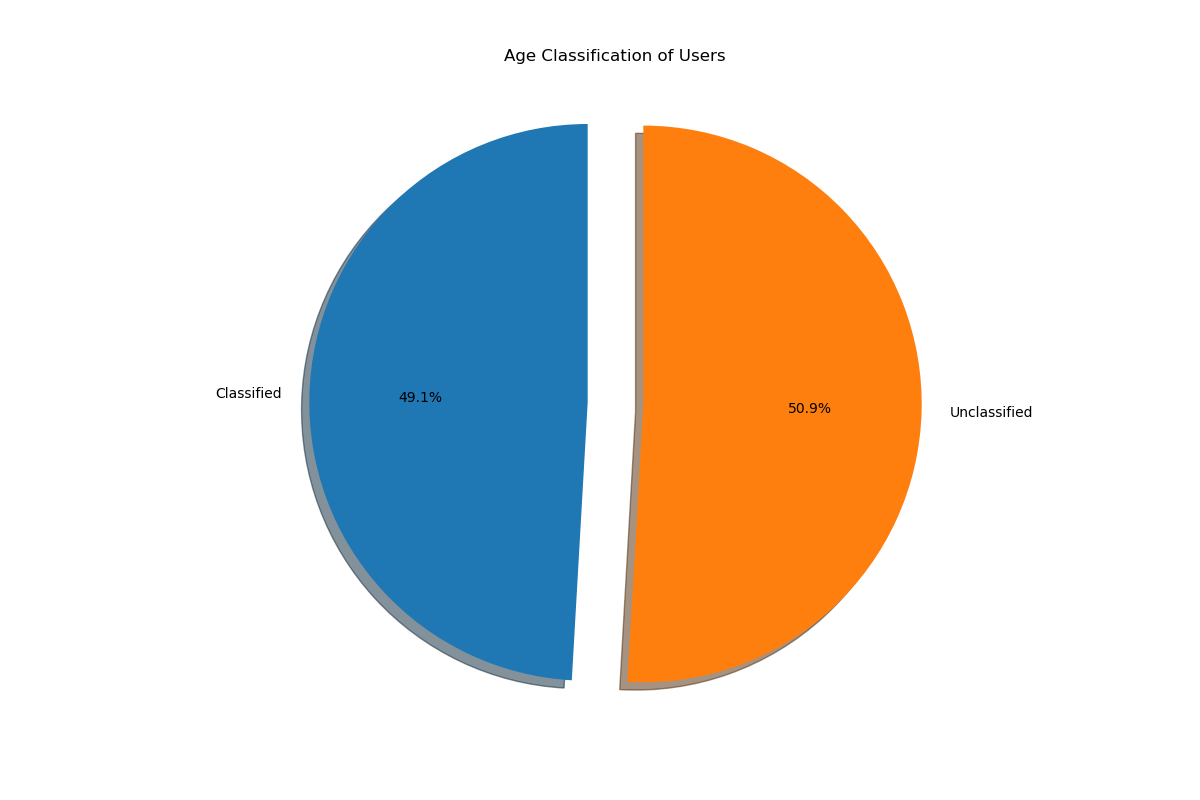 Age Classification of Users
Classified
49.1%
50.9%
Unclassified